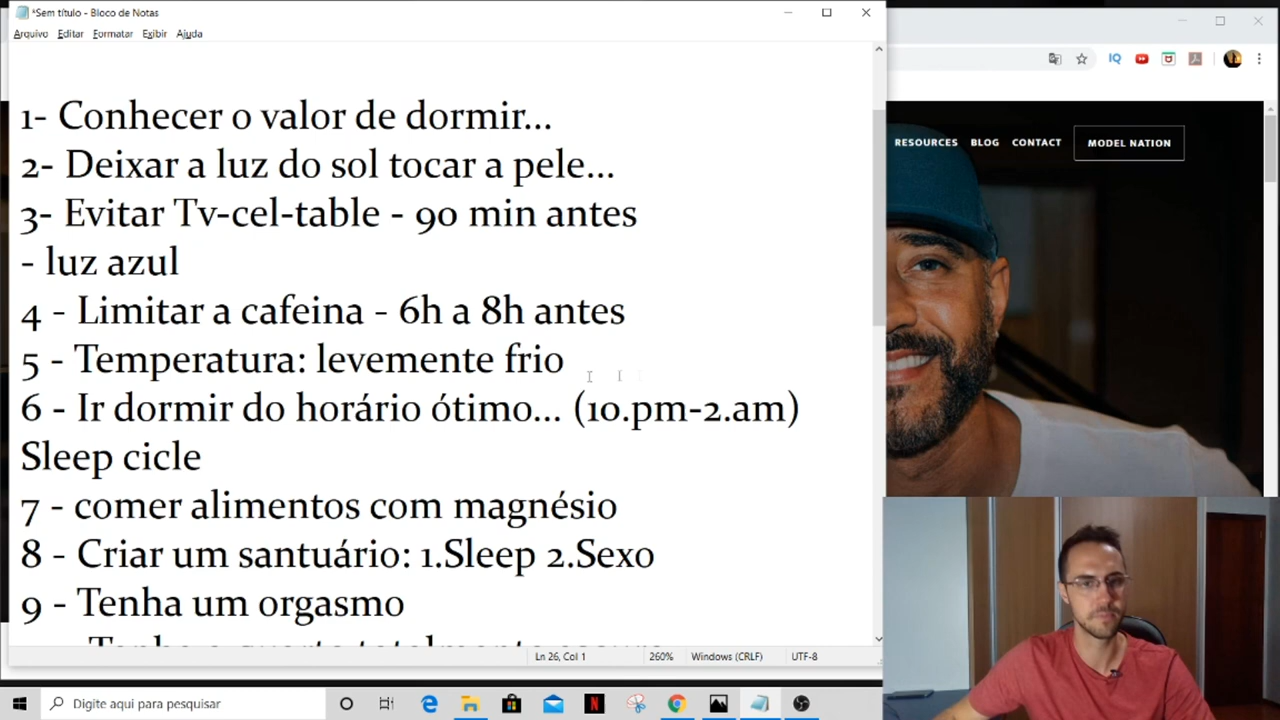 *Sem título - Bloco de Notas
Arquivo Editar Formatar Exibir Ajuda
1- Conhecer o valor de dormir...
2- Deixar a luz do sol tocar a pele...
3- Evitar Tv-cel-table - 90 min antes
- luz azul
4 - Limitar a cafeina - 6h a 8h antes
5 - Temperatura: levemente frio
6 - Ir dormir do horário ótimo... (10.pm-2.am)
Sleep cicle
7 - comer alimentos com magnésio
8 - Criar um santuário: 1.Sleep 2.Sexo
9 - Tenha um orgasmo
Ln 26, Col 1 260% Windows (CRLF) UTF-8
IQ
RESOURCES BLOG CONTACT MODEL NATION
Digite aqui para pesquisar